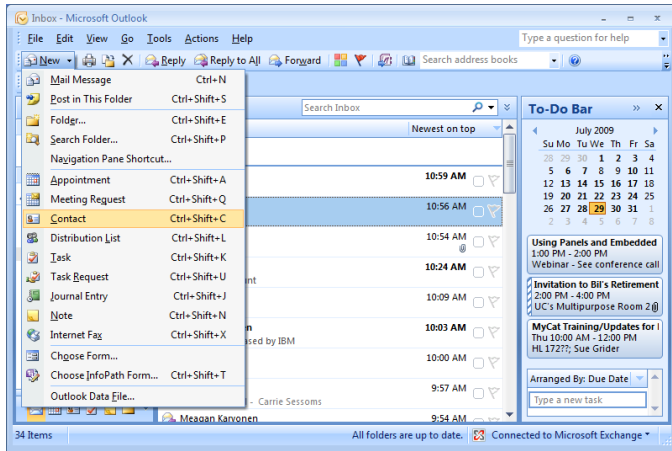 Inbox - Microsoft Outlook
File Edit View Go Tools Actions Help
Type a question for help
New Reply Reply to All Forward Search address books
Mail Message Ctrl+N
Post in This Folder Ctrl+Shift+S
Folder... Ctrl+Shift+E
Search Folder... Ctrl+Shift+P
Navigation Pane Shortcut...
Appointment Ctrl+Shift+A
Meeting Request Ctrl+Shift+Q
Contact Ctrl+Shift+C
Distribution List Ctrl+Shift+L
Task Ctrl+Shift+K
Task Request Ctrl+Shift+U
Journal Entry Ctrl+Shift+J
Note Ctrl+Shift+N
Internet Fax Ctrl+Shift+X
Choose Form...
Choose InfoPath Form... Ctrl+Shift+T
Outlook Data File...
Search Inbox
Newest on top
10:59 AM
10:56 AM
10:54 AM
10:24 AM
nt
10:09 AM
en 10:03 AM
ased by IBM
10:00 AM
9:57 AM
- Carrie Sessoms
Meagan Karvonen 9:54 AM
To-Do Bar
July 2009
Su Mo Tu We Th Fr Sa
28 29 30 1 2 3 4
5 6 7 8 9 10 11
12 13 14 15 16 17 18
19 20 21 22 23 24 25
26 27 28 29 30 31 1
2 3 4 5 6 7 8
Using Panels and Embedded
1:00 PM - 2:00 PM
Webinar - See conference call
Invitation to Bil's Retirement
2:00 PM - 4:00 PM
UC's Multipurpose Room 2
MyCat Training/Updates for
Thu 10:00 AM - 12:00 PM
HL 172??; Sue Grider
Arranged By: Due Date
Type a new task
34 Items All folders are up to date. Connected to Microsoft Exchange